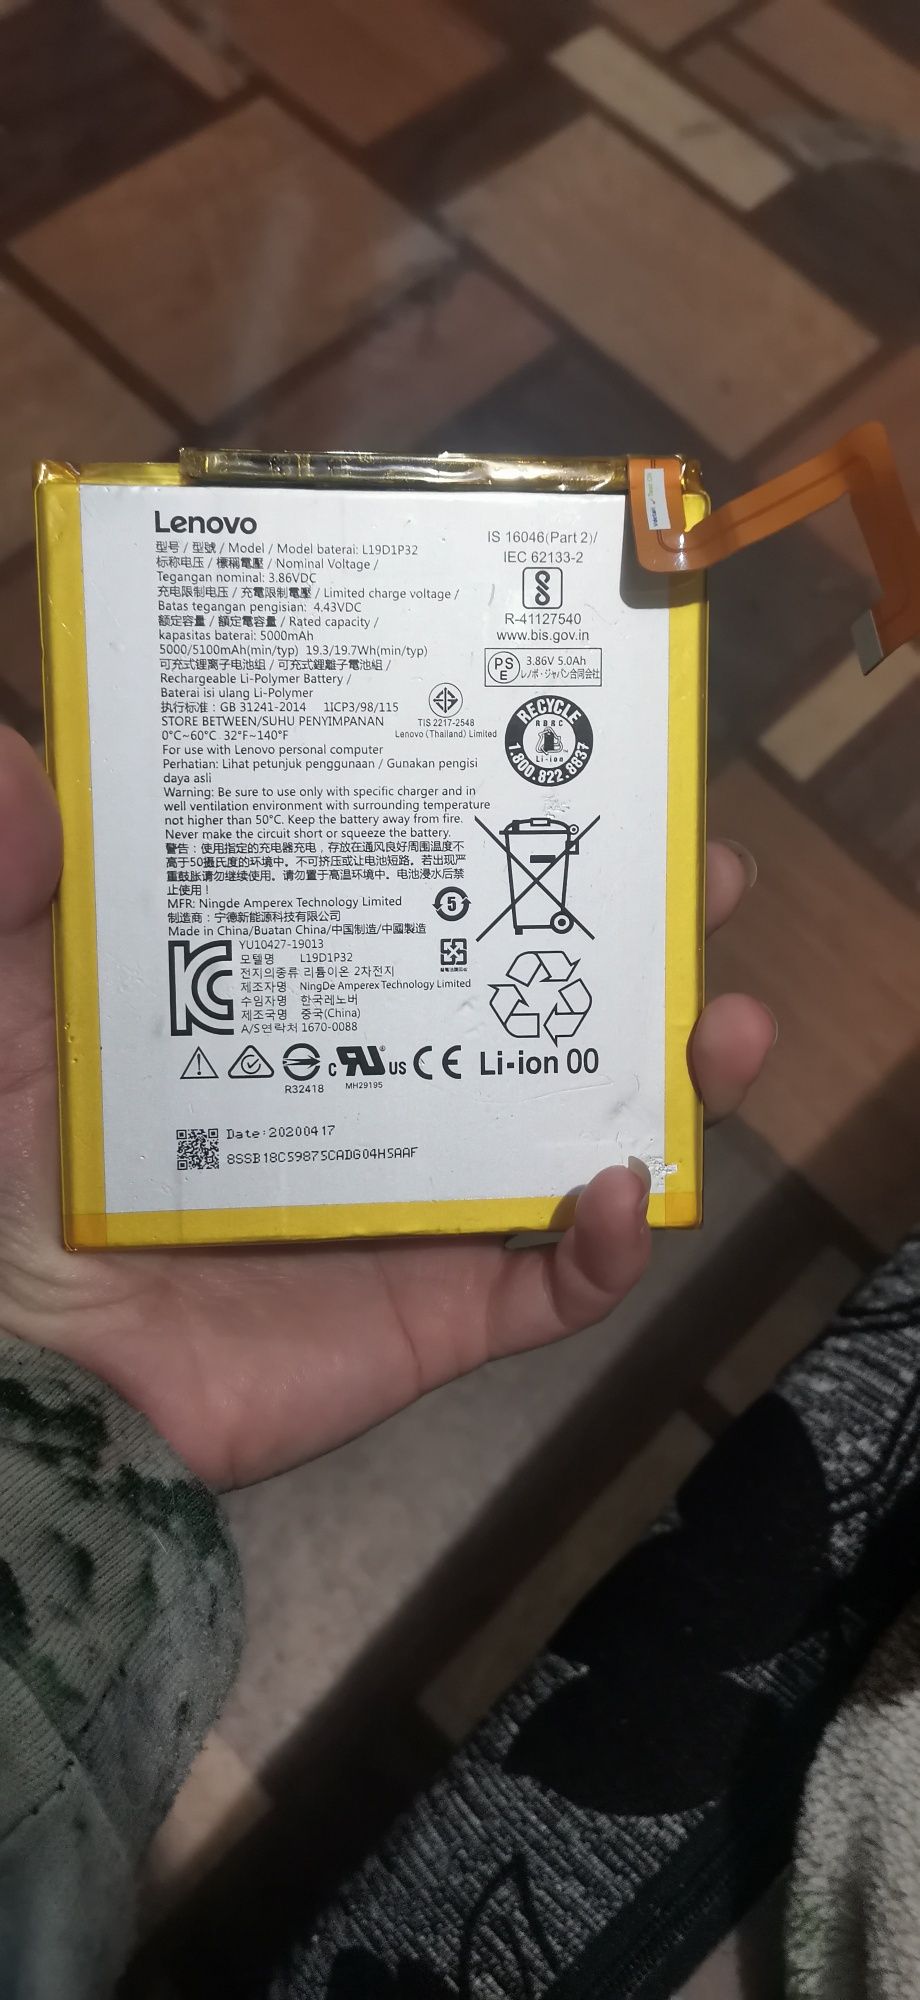 Lenovo
型号 / 型號 / Model / Model baterai: L19D1P32
标称电压 / 標稱電壓 / Nominal Voltage /
Tegangan nominal: 3.86VDC
充电限制电压 / 充電限制電壓 / Limited charge voltage /
Batas tegangan pengisian: 4.43VDC
额定容量 / 額定電容量 / Rated capacity /
kapasitas baterai: 5000mAh
5000/5100mAh(min/typ) 19.3/19.7Wh(min/typ)
可充式锂离子电池组 / 可充式鋰離子電池組 /
Rechargeable Li-Polymer Battery /
Baterai isi ulang Li-Polymer
执行标准：GB 31241-2014 1ICP3/98/115
STORE BETWEEN/SUHU PENYIMPANAN
0°C~60°C 32°F~140°F
For use with Lenovo personal computer
Perhatian: Lihat petunjuk penggunaan / Gunakan pengisi
daya asli
Warning: Be sure to use only with specific charger and in
well ventilation environment with surrounding temperature
not higher than 50°C. Keep the battery away from fire.
Never make the circuit short or squeeze the battery.
警告：使用指定的充电器充电，存放在通风良好周围温度不
高于50摄氏度的环境中。不可挤压或让电池短路。若出现严
重鼓胀请勿继续使用。请勿置于高温环境中。电池浸水后禁
止使用！
MFR: Ningde Amperex Technology Limited
制造商：宁德新能源科技有限公司
Made in China/Buatan China/中国制造/中國製造
IS 16046(Part 2)/
IEC 62133-2
R-41127540
www.bis.gov.in
PS
E
3.86V 5.0Ah
レノボ・ジャパン合同会社
TIS 2217-2548
Lenovo (Thailand) Limited
RECYCLE
RBRC
Li-ion
1.800.822.8837
5
YU10427-19013
모델명 L19D1P32
전지의종류 리튬이온 2차전지
제조자명 NingDe Amperex Technology Limited
수임자명 한국레노버
제조국명 중국(China)
A/S연락처 1670-0088
R32418
c RU® US
MH29195
CE
Li-ion 00
Date:20200417
8SSB18C59875CADG04H5AAF